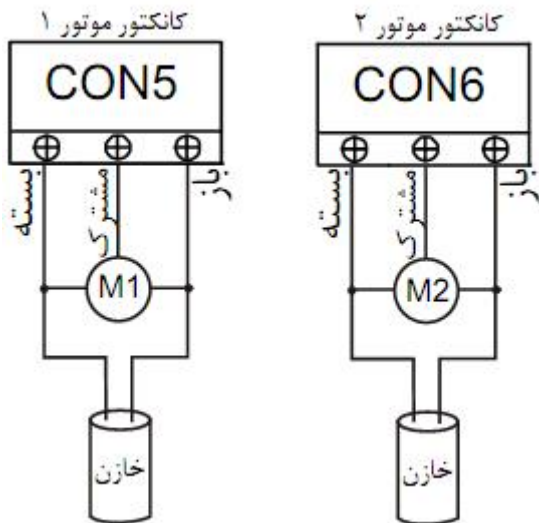 کانکتور موتور ۱
CON5
بسته
مشترک
باز
M1
خازن
کانکتور موتور ۲
CON6
بسته
مشترک
باز
M2
خازن